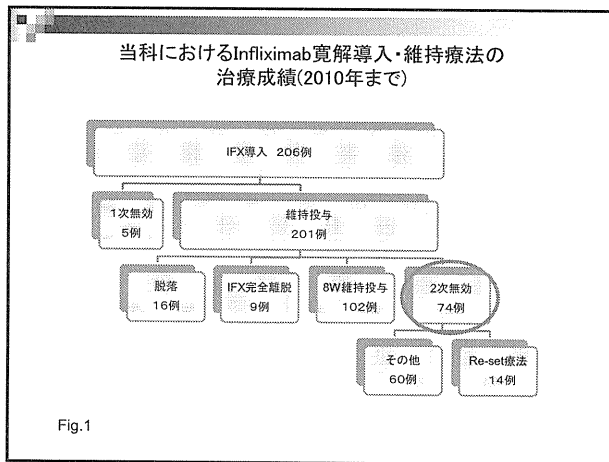 当科におけるInfliximab寛解導入・維持療法の
治療成績(2010年まで)
IFX導入 206例
1次無効
5例
維持投与
201例
脱落
16例
IFX完全離脱
9例
8W維持投与
102例
2次無効
74例
その他
60例
Re-set療法
14例
Fig.1